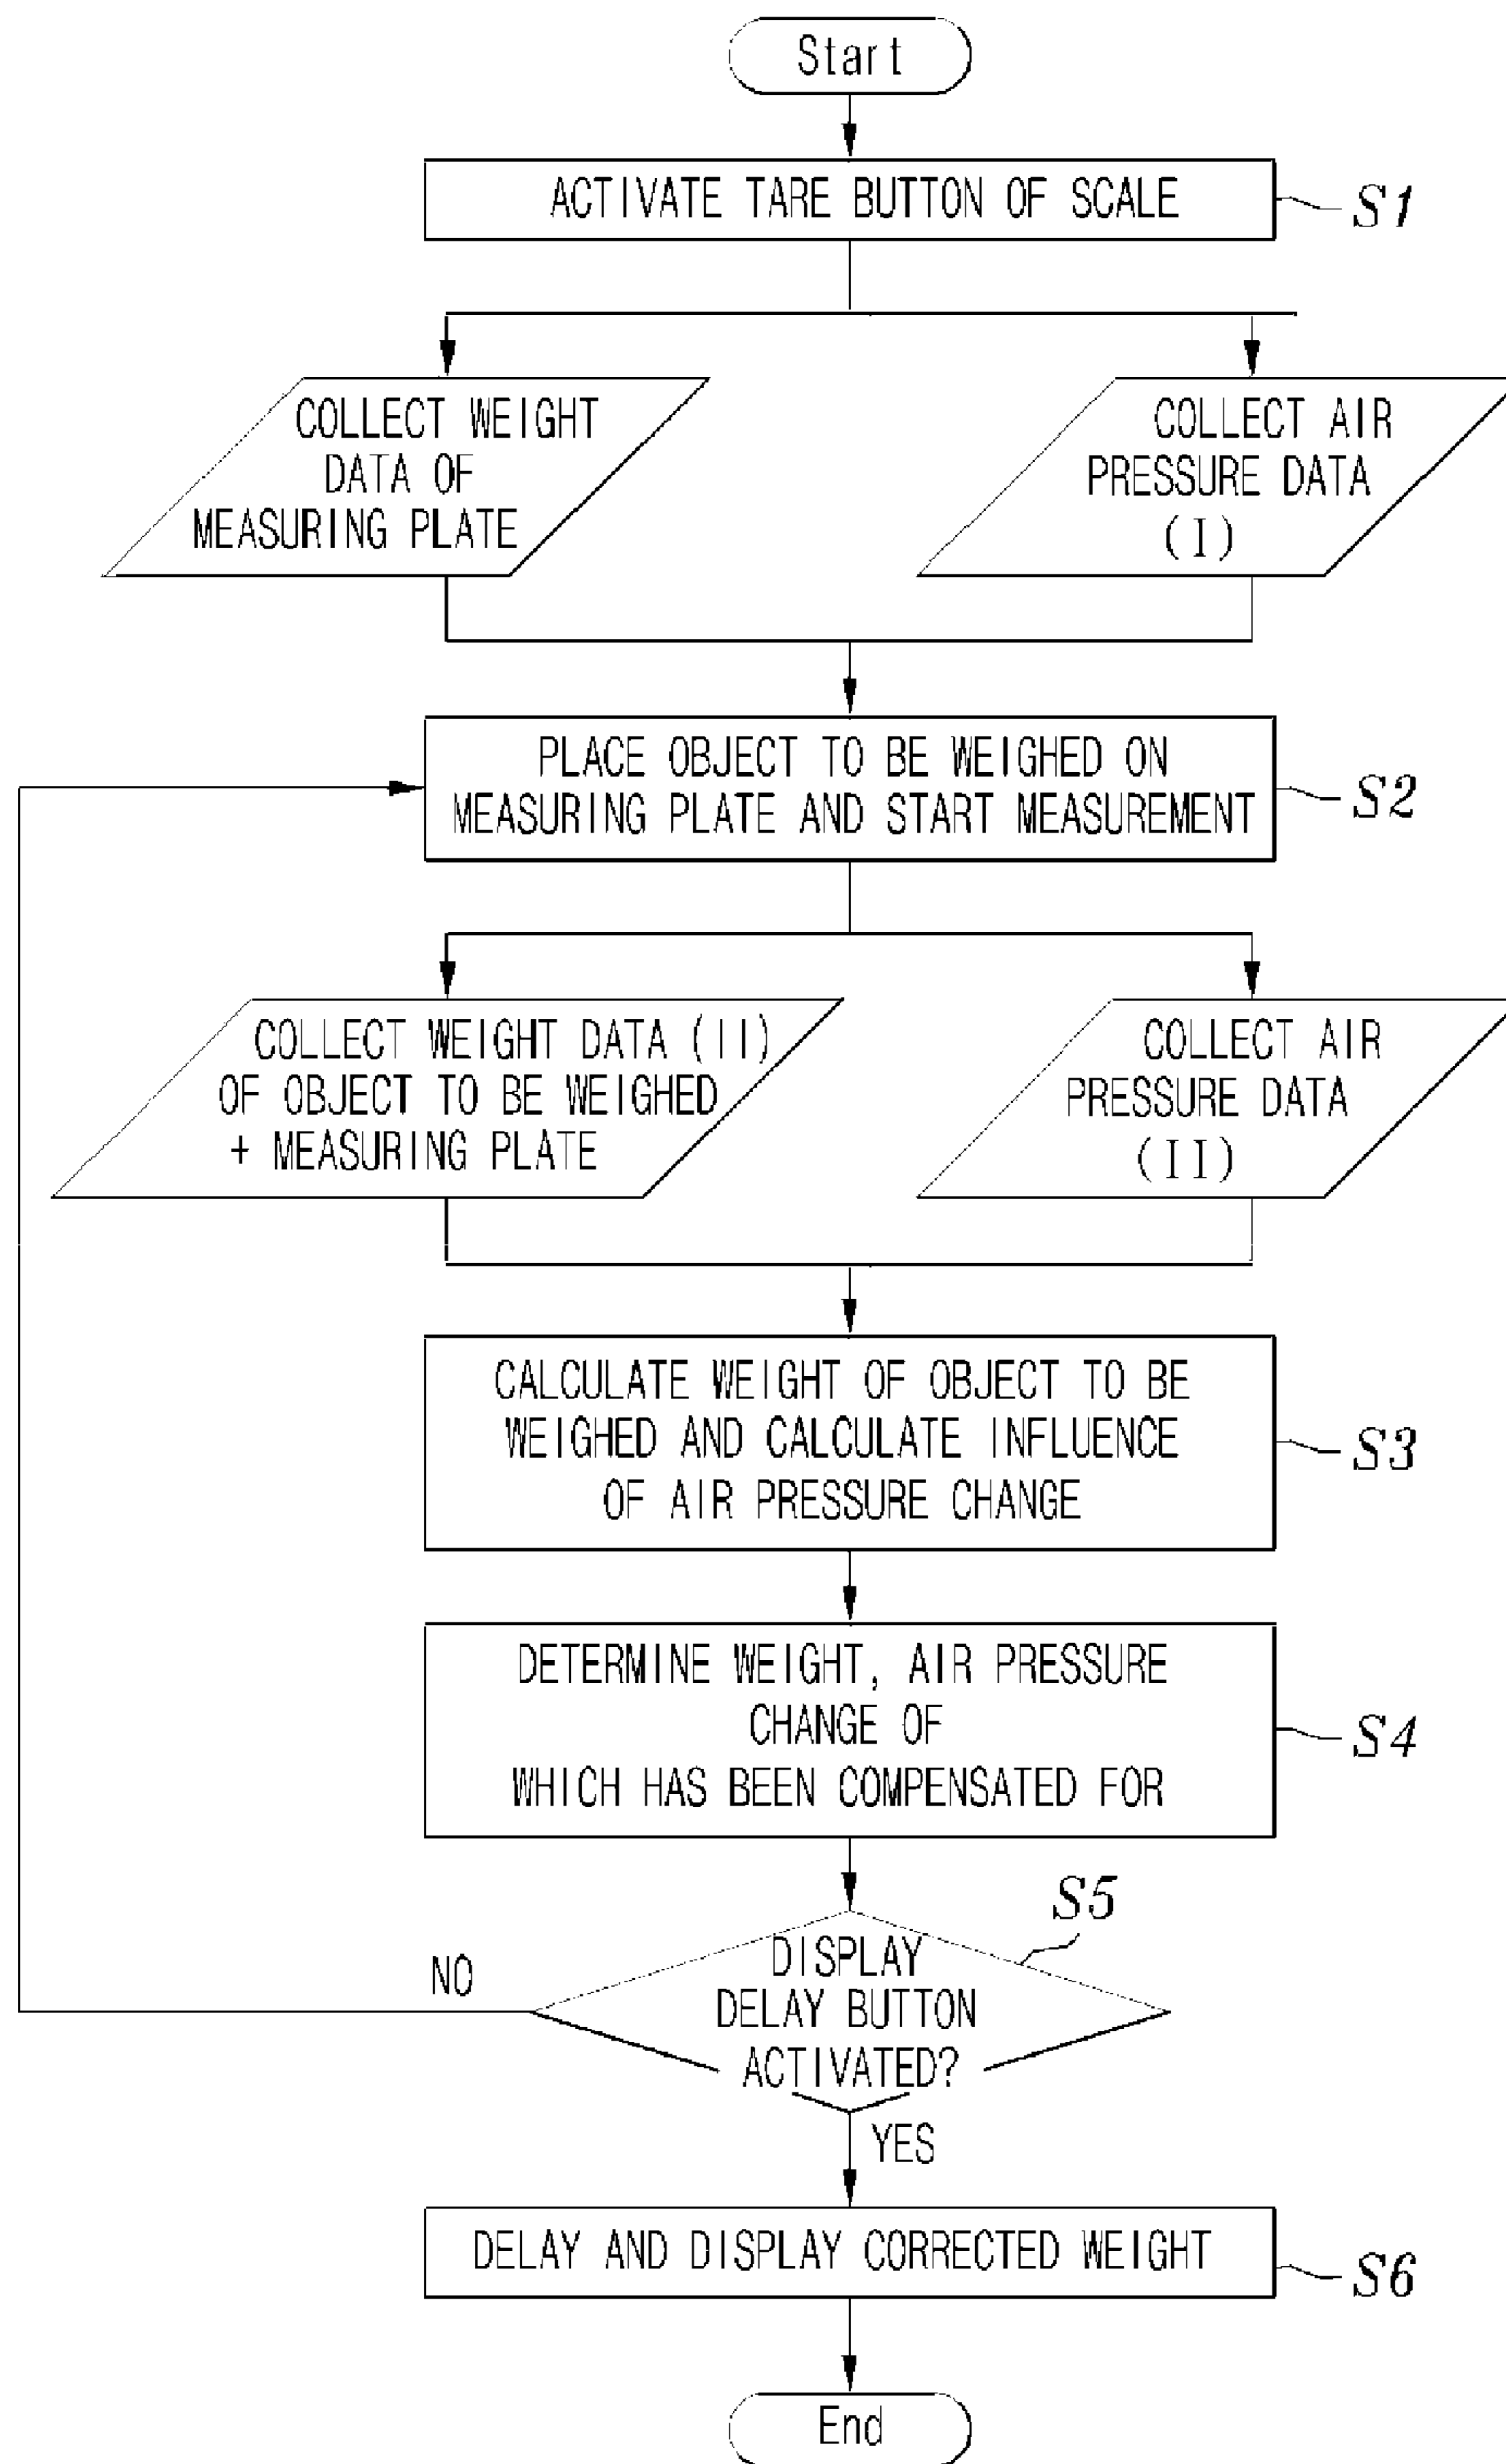 Start
ACTIVATE TARE BUTTON OF SCALE
S1
COLLECT WEIGHT
DATA OF
MEASURING PLATE
COLLECT AIR
PRESSURE DATA
(I)
PLACE OBJECT TO BE WEIGHED ON
MEASURING PLATE AND START MEASUREMENT
S2
COLLECT WEIGHT DATA (II)
OF OBJECT TO BE WEIGHED
+ MEASURING PLATE
COLLECT AIR
PRESSURE DATA
(II)
CALCULATE WEIGHT OF OBJECT TO BE
WEIGHED AND CALCULATE INFLUENCE
OF AIR PRESSURE CHANGE
S3
DETERMINE WEIGHT, AIR PRESSURE
CHANGE OF
WHICH HAS BEEN COMPENSATED FOR
S4
S5
DISPLAY
DELAY BUTTON
ACTIVATED?
NO
YES
DELAY AND DISPLAY CORRECTED WEIGHT
S6
End